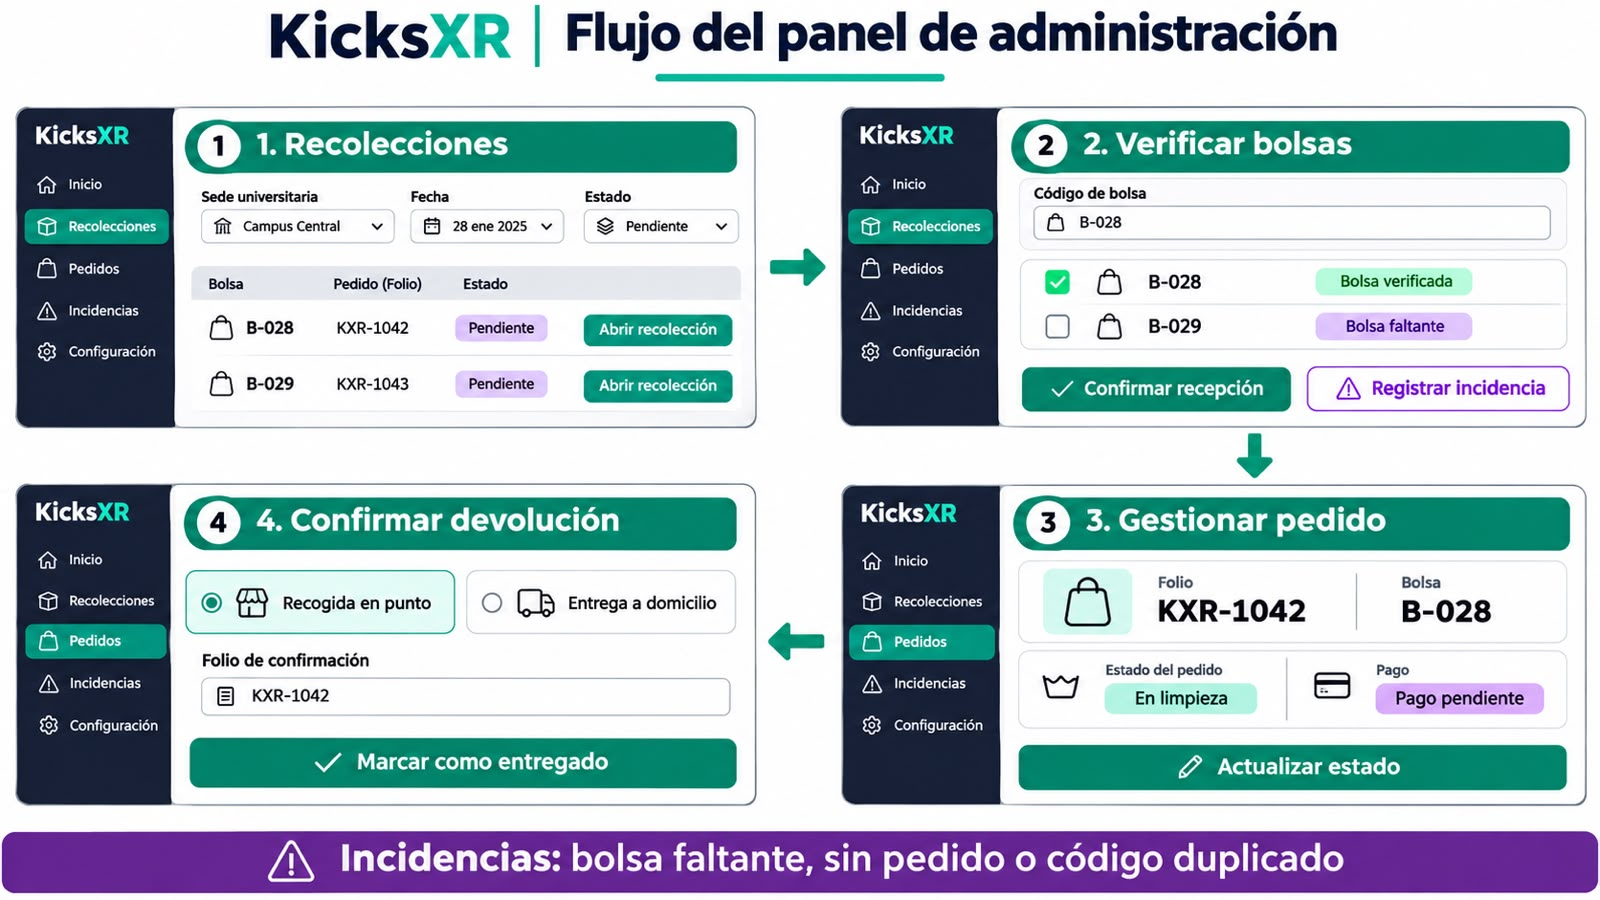 KicksXR | Flujo del panel de administración
KicksXR
Inicio
Recolecciones
Pedidos
Incidencias
Configuración
1 1. Recolecciones
Sede universitaria Fecha Estado
Campus Central 28 ene 2025 Pendiente
Bolsa Pedido (Folio) Estado
B-028 KXR-1042 Pendiente Abrir recolección
B-029 KXR-1043 Pendiente Abrir recolección
KicksXR
Inicio
Recolecciones
Pedidos
Incidencias
Configuración
2 2. Verificar bolsas
Código de bolsa
B-028
B-028 Bolsa verificada
B-029 Bolsa faltante
Confirmar recepción Registrar incidencia
KicksXR
Inicio
Recolecciones
Pedidos
Incidencias
Configuración
3 3. Gestionar pedido
Folio Bolsa
KXR-1042 B-028
Estado del pedido Pago
En limpieza Pago pendiente
Actualizar estado
KicksXR
Inicio
Recolecciones
Pedidos
Incidencias
Configuración
4 4. Confirmar devolución
Recogida en punto Entrega a domicilio
Folio de confirmación
KXR-1042
Marcar como entregado
Incidencias: bolsa faltante, sin pedido o código duplicado